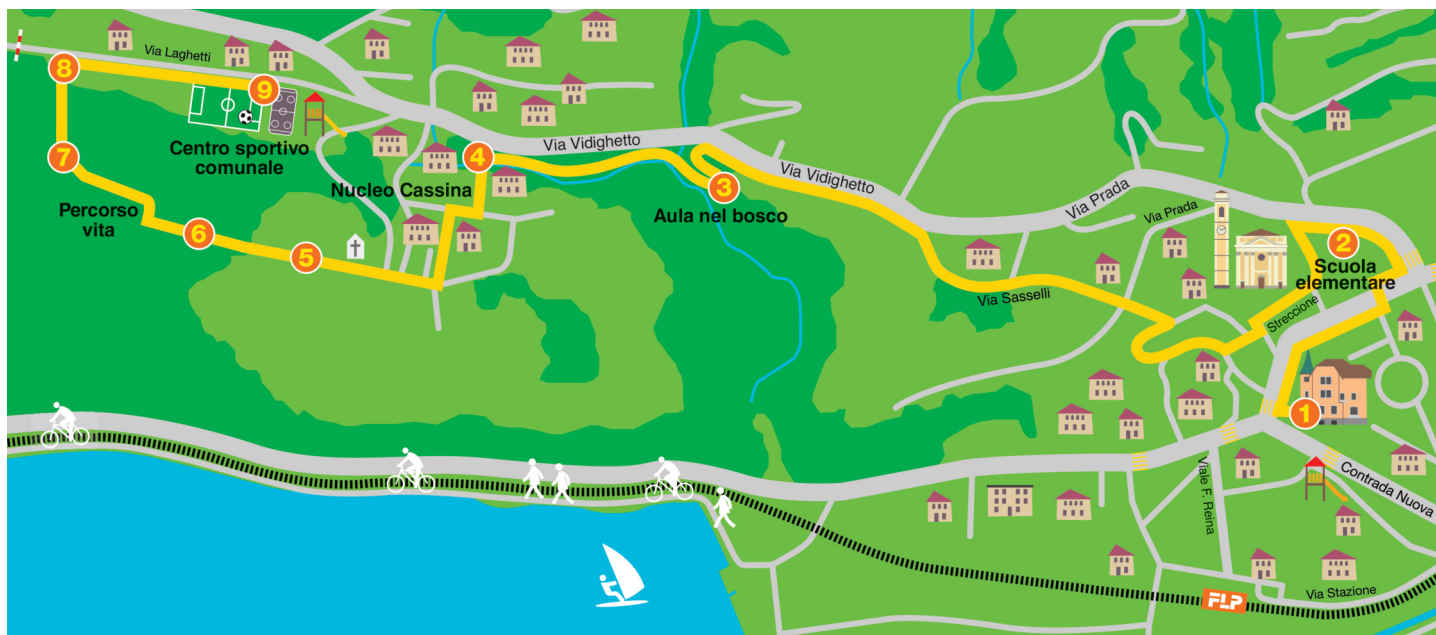 Via Laghetti
8
9
Centro sportivo
comunale
7
Percorso
vita
6
5
4
Nucleo Cassina
Via Vidighetto
3
Aula nel bosco
Via Vidighetto
Via Prada
Via Prada
2
Scuola
elementare
Via Sasselli
Streccione
1
Contrada Nuova
Viale F. Reina
FLP
Via Stazione